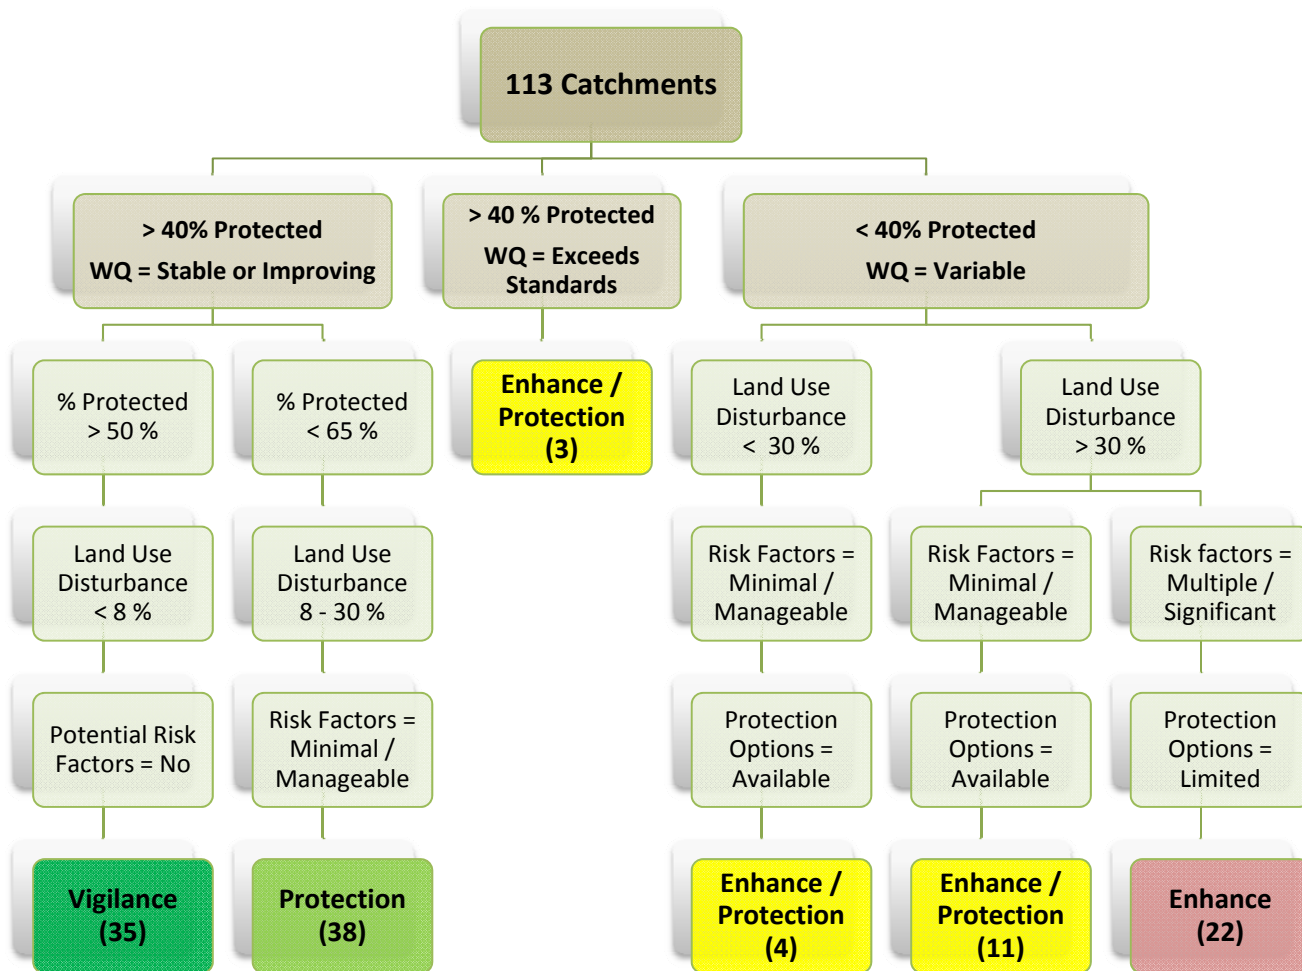 113 Catchments
> 40% Protected
WQ = Stable or Improving
> 40 % Protected
WQ = Exceeds
Standards
< 40% Protected
WQ = Variable
% Protected
> 50 %
% Protected
< 65 %
Enhance /
Protection
(3)
Land Use
Disturbance
< 30 %
Land Use
Disturbance
> 30 %
Land Use
Disturbance
< 8 %
Land Use
Disturbance
8 - 30 %
Risk Factors =
Minimal /
Manageable
Risk Factors =
Minimal /
Manageable
Risk factors =
Multiple /
Significant
Potential Risk
Factors = No
Risk Factors =
Minimal /
Manageable
Protection
Options =
Available
Protection
Options =
Available
Protection
Options =
Limited
Vigilance
(35)
Protection
(38)
Enhance /
Protection
(4)
Enhance /
Protection
(11)
Enhance
(22)